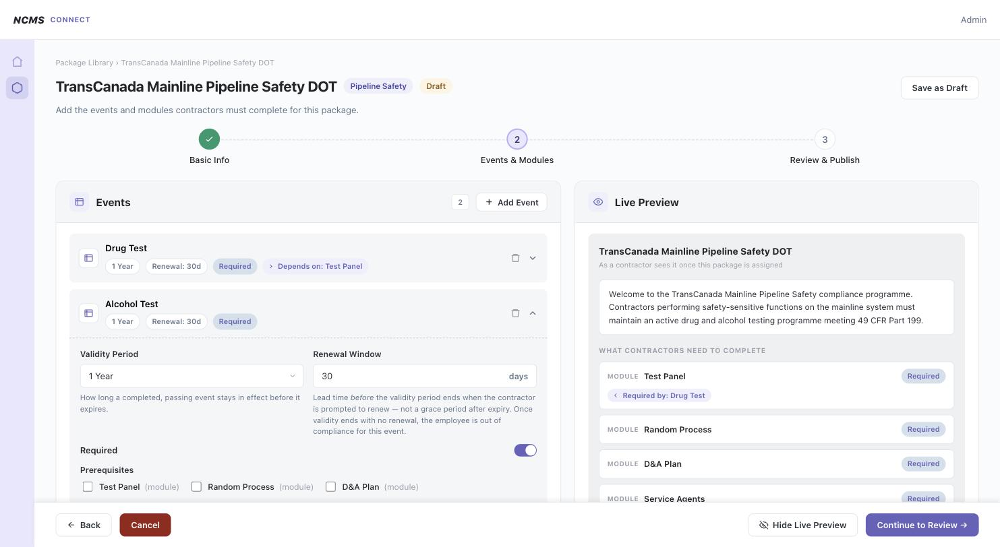 NCMS CONNECT
Admin
Package Library › TransCanada Mainline Pipeline Safety DOT
TransCanada Mainline Pipeline Safety DOT Pipeline Safety Draft
Save as Draft
Add the events and modules contractors must complete for this package.
2 3
Basic Info Events & Modules Review & Publish
Events 2 + Add Event
Drug Test
1 Year Renewal: 30d Required › Depends on: Test Panel
Alcohol Test
1 Year Renewal: 30d Required
Validity Period
1 Year
How long a completed, passing event stays in effect before it
expires.
Renewal Window
30 days
Lead time before the validity period ends when the contractor
is prompted to renew — not a grace period after expiry. Once
validity ends with no renewal, the employee is out of
compliance for this event.
Required
Prerequisites
Test Panel (module) Random Process (module) D&A Plan (module)
Live Preview
TransCanada Mainline Pipeline Safety DOT
As a contractor sees it once this package is assigned
Welcome to the TransCanada Mainline Pipeline Safety compliance programme.
Contractors performing safety-sensitive functions on the mainline system must
maintain an active drug and alcohol testing programme meeting 49 CFR Part 199.
WHAT CONTRACTORS NEED TO COMPLETE
MODULE Test Panel Required
‹ Required by: Drug Test
MODULE Random Process Required
MODULE D&A Plan Required
MODULE Service Agents Required
← Back Cancel Hide Live Preview Continue to Review →